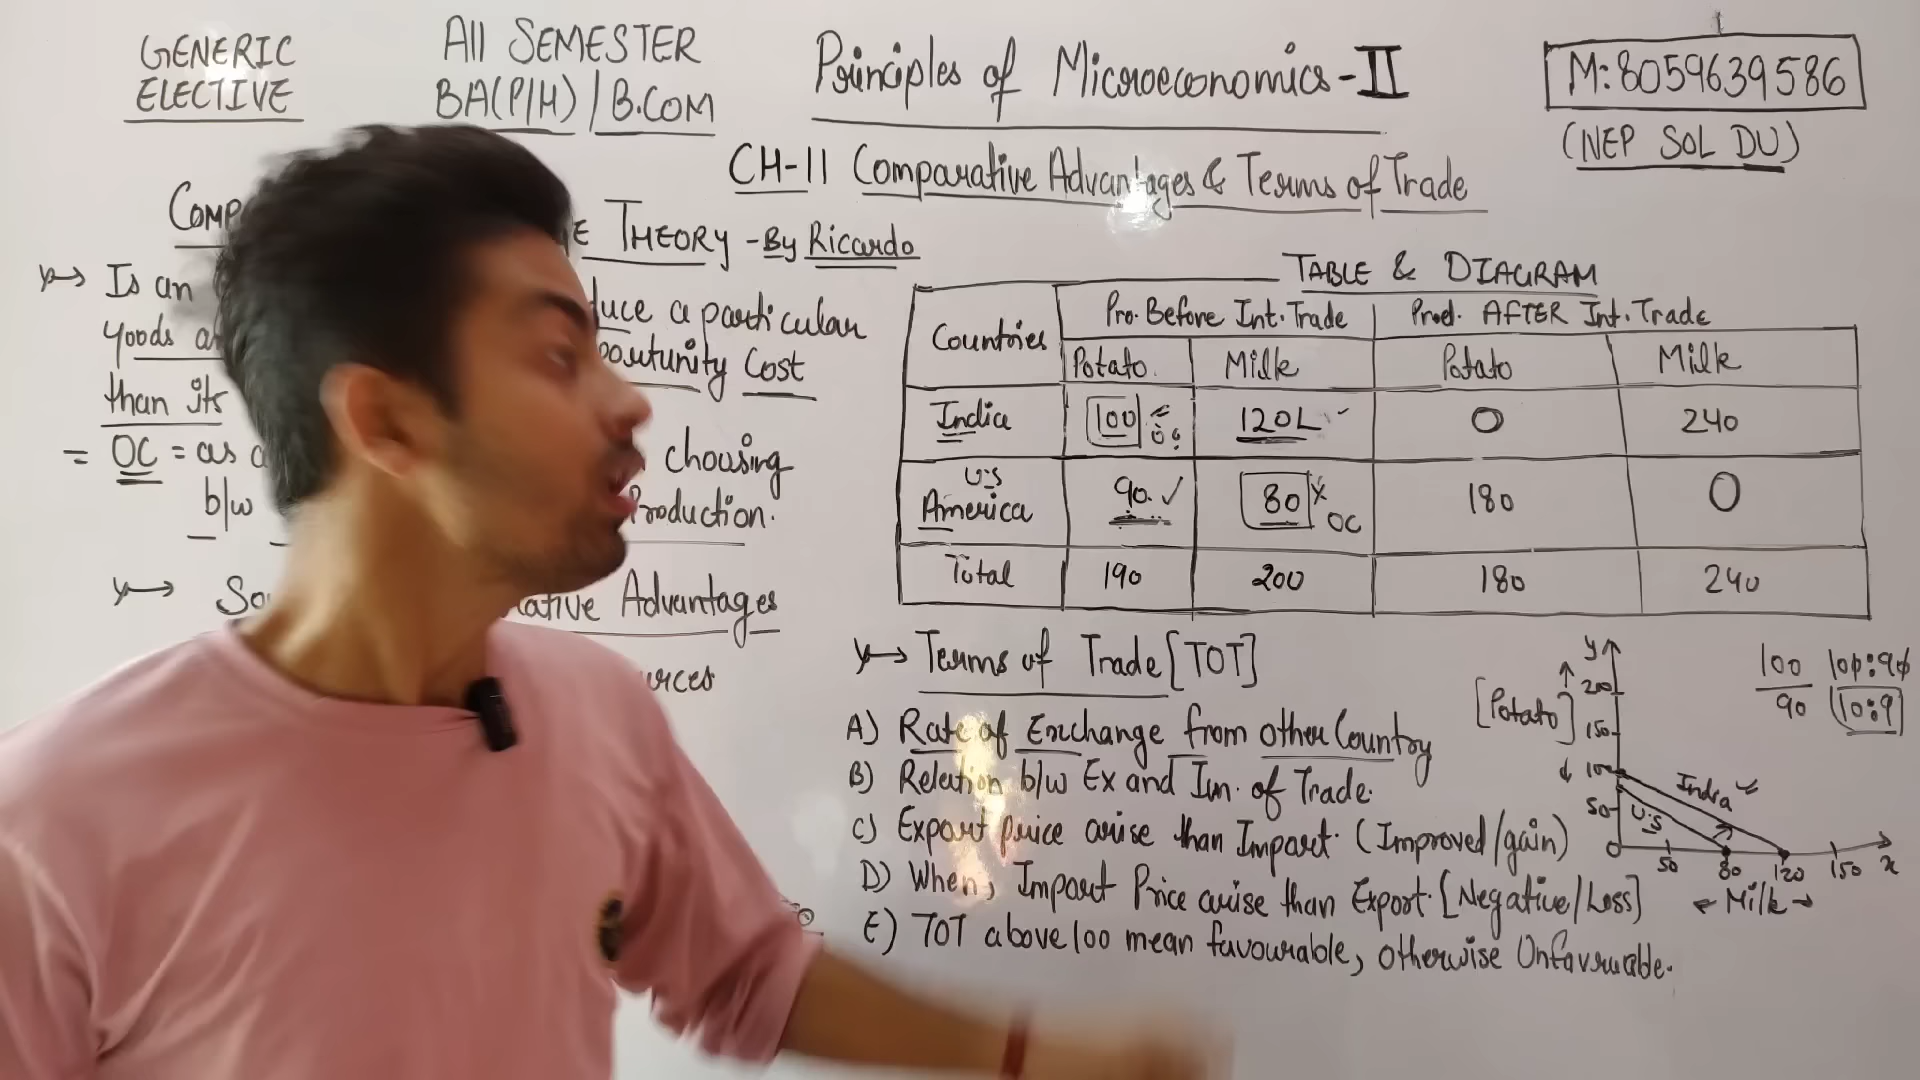 GENERIC
ELECTIVE
All SEMESTER
BA(P/H) / B.COM
Principles of Microeconomics-II
M:8059639586
(NEP SOL DU)
CH-11 Comparative Advantages & Terms of Trade
THEORY - By Ricardo
Is an
a particular
goods
Cost
than its
= OC = as a
choosing
b/w
Production.
Advantages
TABLE & DIAGRAM
Countries
Pro. Before Int. Trade
Prod. AFTER Int. Trade
Potato
Milk
Potato
Milk
India
100
120L
0
240
U.S
America
90
80
OC
180
0
Total
190
200
180
240
Terms of Trade [TOT]
A) Rate of Exchange from other Country
B) Relation b/w Ex and Im. of Trade.
C) Export price arise than Import. (Improved/gain)
D) When, Import Price arise than Export. [Negative/Loss]
E) TOT above 100 mean favourable, otherwise Unfavruable.
y
[Potato]
200
150
100
50
0
India
U.S
50
80
120
150
x
Milk
100
90
100:90
10:9